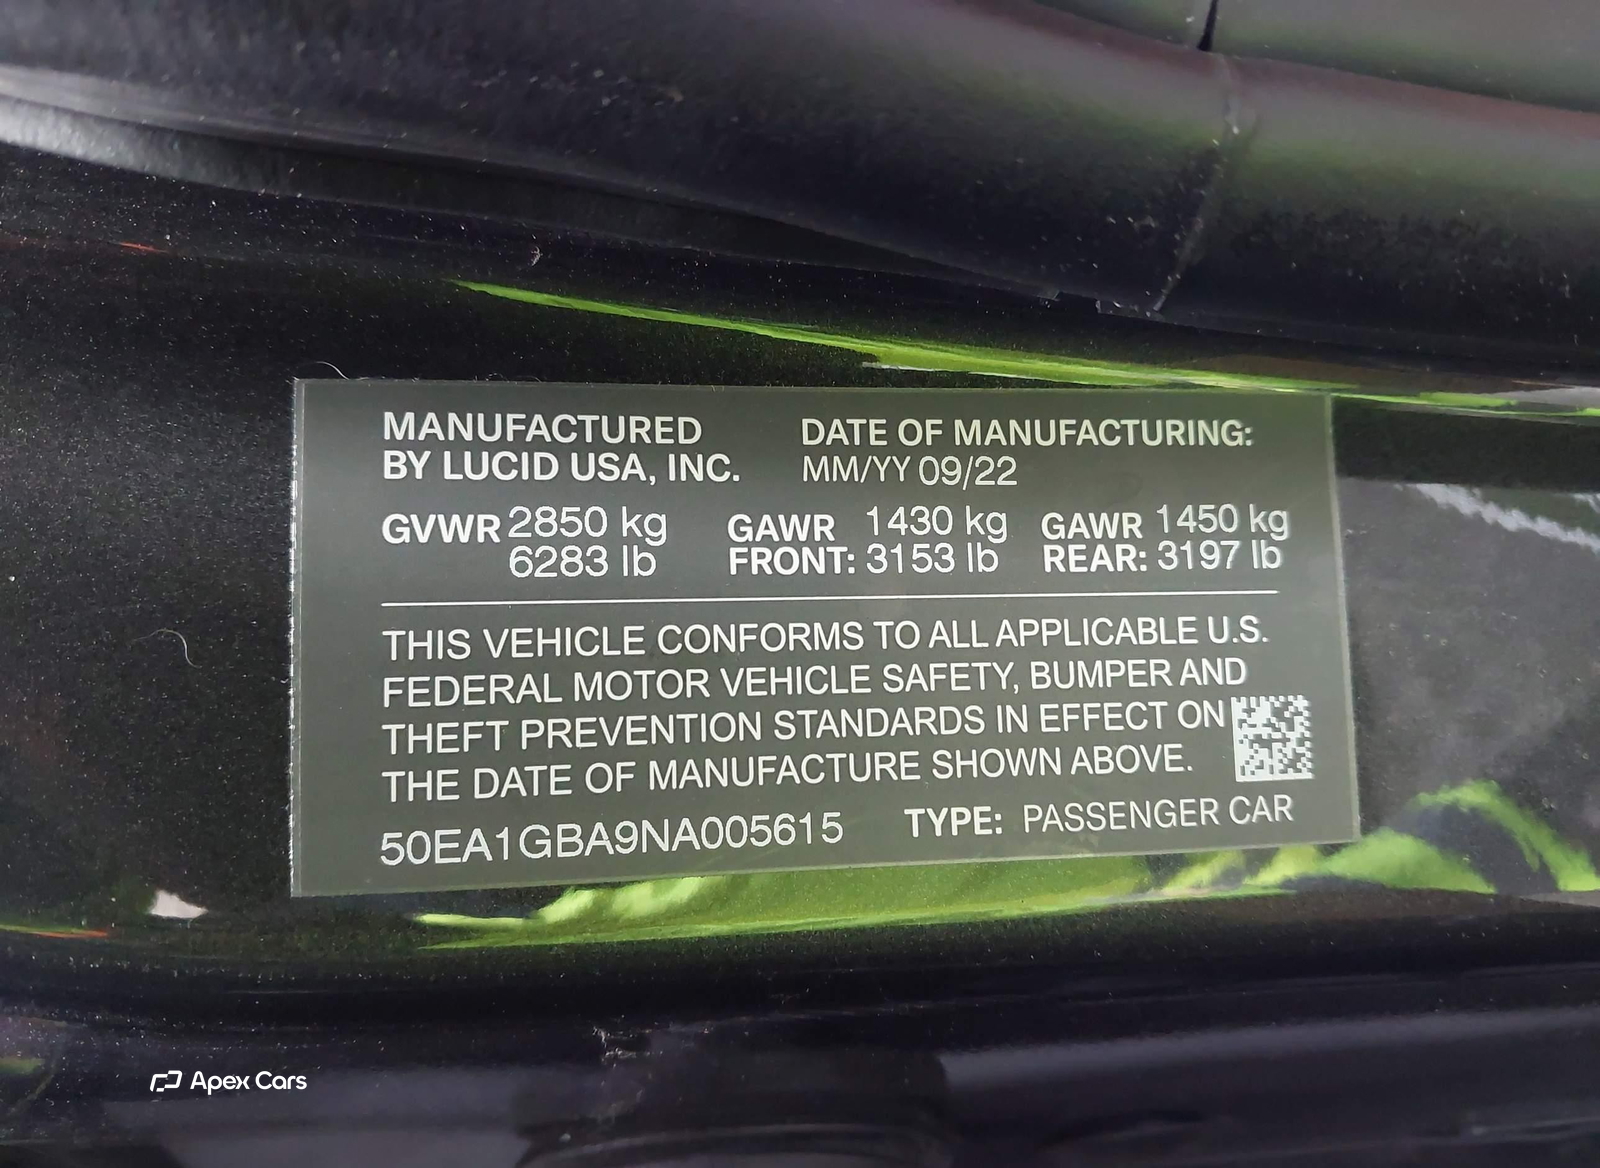 MANUFACTURED
BY LUCID USA, INC.
DATE OF MANUFACTURING:
MM/YY 09/22
GVWR 2850 kg
6283 lb
GAWR 1430 kg
FRONT: 3153 lb
GAWR 1450 kg
REAR: 3197 lb
THIS VEHICLE CONFORMS TO ALL APPLICABLE U.S.
FEDERAL MOTOR VEHICLE SAFETY, BUMPER AND
THEFT PREVENTION STANDARDS IN EFFECT ON
THE DATE OF MANUFACTURE SHOWN ABOVE.
50EA1GBA9NA005615
TYPE: PASSENGER CAR
Apex Cars